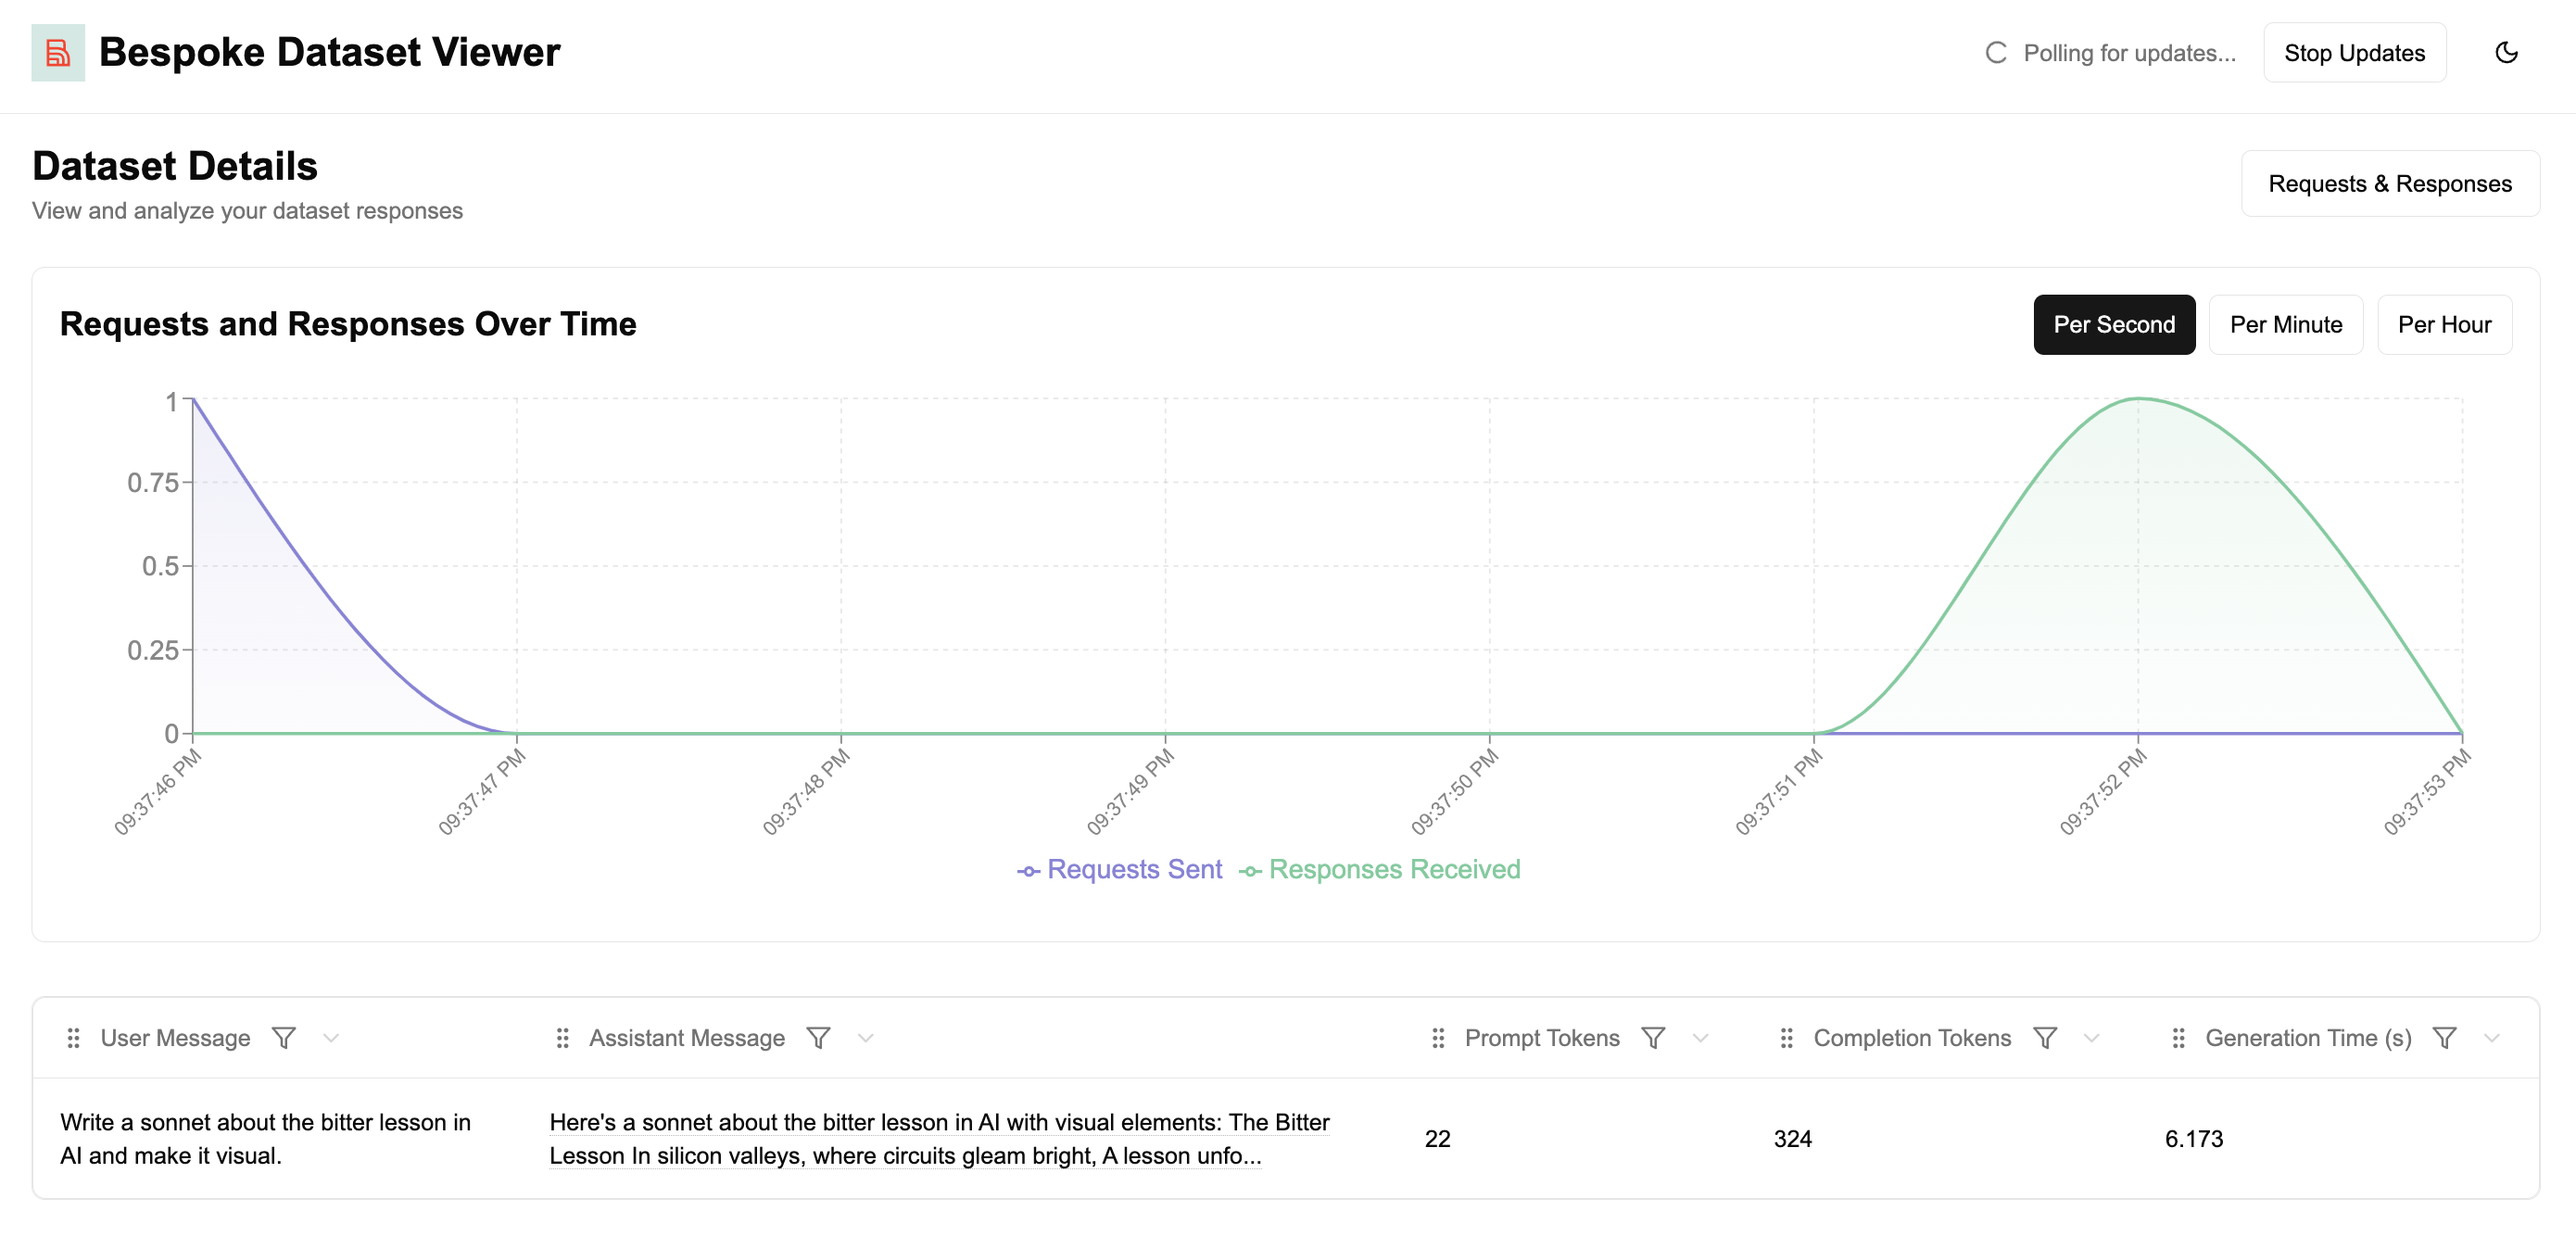 Bespoke Dataset Viewer
Polling for updates...
Stop Updates
Dataset Details
View and analyze your dataset responses
Requests & Responses
Requests and Responses Over Time
Per Second
Per Minute
Per Hour
1
0.75
0.5
0.25
0
09:37:46 PM
09:37:47 PM
09:37:48 PM
09:37:49 PM
09:37:50 PM
09:37:51 PM
09:37:52 PM
09:37:53 PM
Requests Sent
Responses Received
User Message
Assistant Message
Prompt Tokens
Completion Tokens
Generation Time (s)
Write a sonnet about the bitter lesson in
AI and make it visual.
Here's a sonnet about the bitter lesson in AI with visual elements: The Bitter
Lesson In silicon valleys, where circuits gleam bright, A lesson unfo...
22
324
6.173